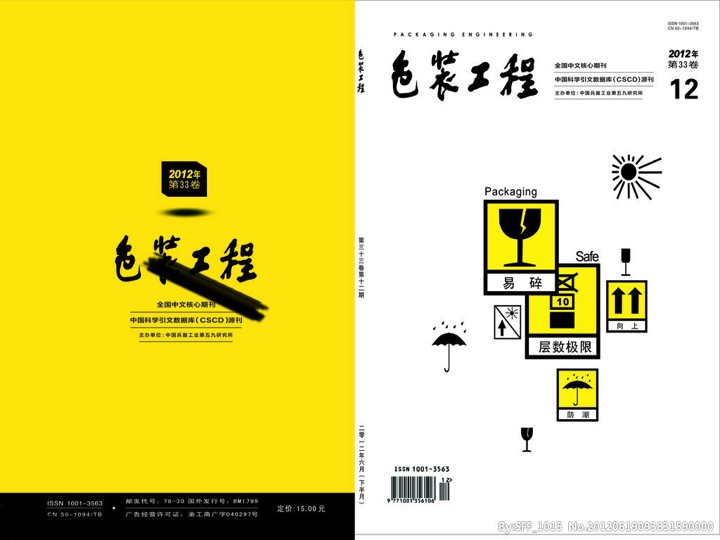 2012年
第33卷
包装工程
全国中文核心期刊
中国科学引文数据库(CSCD)源刊
主办单位:中国兵器工业第五九研究所
ISSN 1001-3563
CN 50-1094/TB
邮发代号:78-30 国外发行号:BM1799
广告经营许可证:渝工商广字040297号
定价:15.00元
包装工程
第三十三卷第十二期
二零一二年六月(下半月)
PACKAGING ENGINEERING
包装工程
全国中文核心期刊
中国科学引文数据库(CSCD)源刊
主办单位:中国兵器工业第五九研究所
ISSN 1001-3563
CN 50-1094/TB
2012年
第33卷
12
Packaging
易 碎
Safe
10
层数极限
向 上
防 潮
ISSN 1001-3563
12>
9 771001 356106
By:SFF_1015 No.20120619093831590000